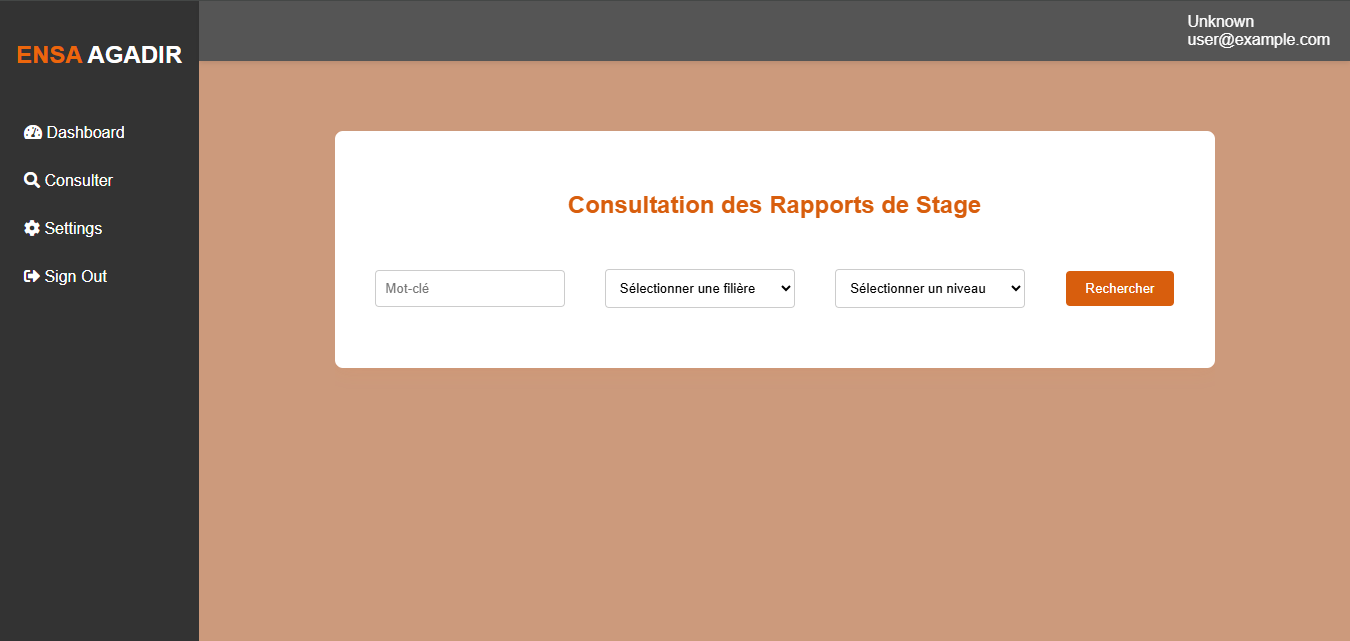 Unknown
user@example.com
ENSA AGADIR
Dashboard
Consulter
Settings
Sign Out
Consultation des Rapports de Stage
Mot-clé
Sélectionner une filière
Sélectionner un niveau
Rechercher